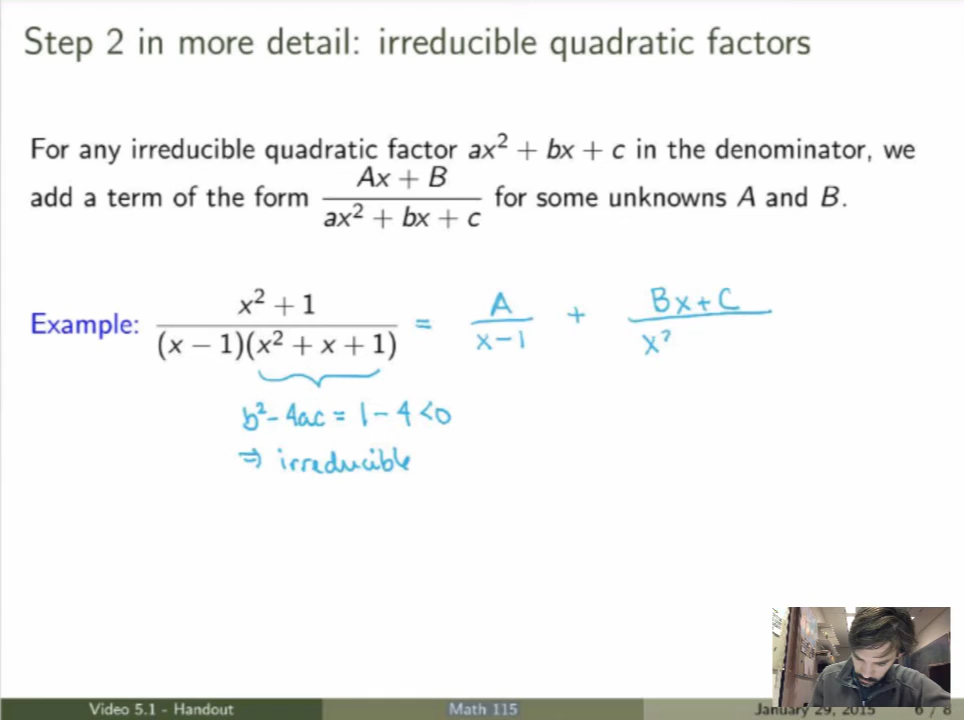 Step 2 in more detail: irreducible quadratic factors
For any irreducible quadratic factor ax² + bx + c in the denominator, we
add a term of the form (Ax + B)/(ax² + bx + c) for some unknowns A and B.
Example: (x² + 1)/((x − 1)(x² + x + 1)) = A/(x−1) + (Bx+C)/(x²
b²-4ac = 1-4<0
⇒ irreducible
Video 5.1 - Handout Math 115 January 29, 2015 6 / 8